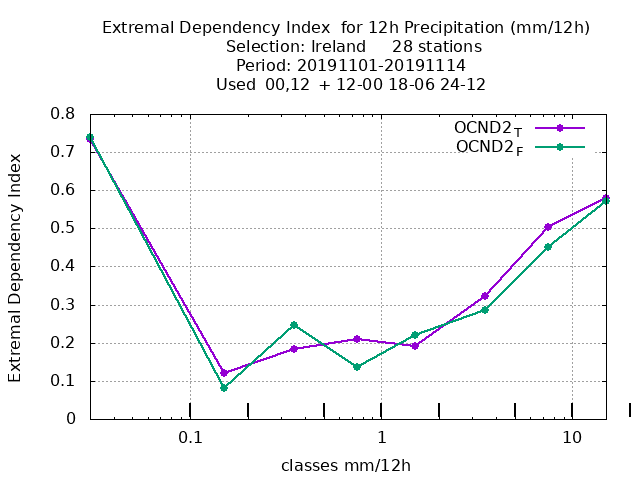 Extremal Dependency Index  for 12h Precipitation (mm/12h)
Selection: Ireland     28 stations
Period: 20191101-20191114
Used  00,12  + 12-00 18-06 24-12
OCND2T
OCND2F
Extremal Dependency Index
0.8
0.7
0.6
0.5
0.4
0.3
0.2
0.1
0
0.1 1 10
classes mm/12h